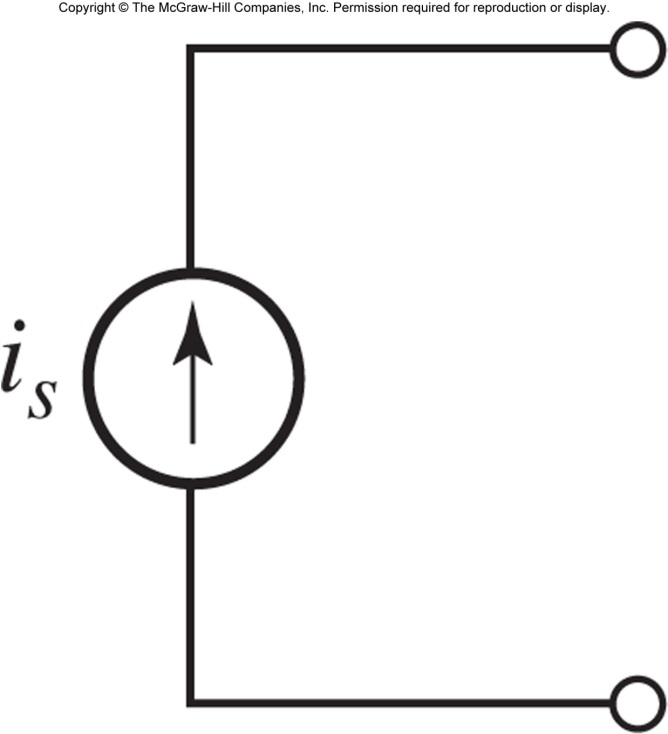 Copyright © The McGraw-Hill Companies, Inc. Permission required for reproduction or display.
i_s